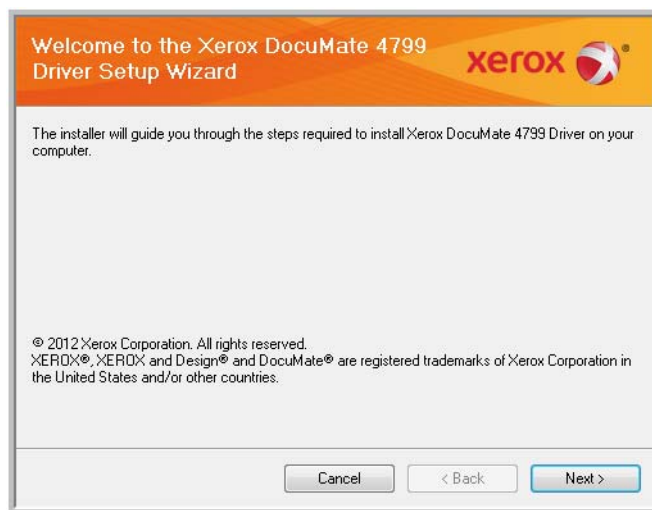 Welcome to the Xerox DocuMate 4799
Driver Setup Wizard
xerox ®
The installer will guide you through the steps required to install Xerox DocuMate 4799 Driver on your
computer.
© 2012 Xerox Corporation. All rights reserved.
XEROX®, XEROX and Design® and DocuMate® are registered trademarks of Xerox Corporation in
the United States and/or other countries.
Cancel < Back Next >